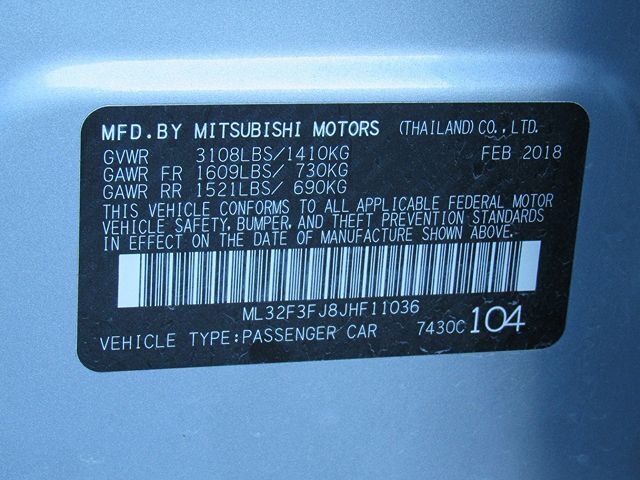 MFD.BY MITSUBISHI MOTORS (THAILAND)CO.,LTD.
GVWR 3108LBS/1410KG FEB 2018
GAWR FR 1609LBS/ 730KG
GAWR RR 1521LBS/ 690KG
THIS VEHICLE CONFORMS TO ALL APPLICABLE FEDERAL MOTOR
VEHICLE SAFETY,BUMPER,AND THEFT PREVENTION STANDARDS
IN EFFECT ON THE DATE OF MANUFACTURE SHOWN ABOVE.
ML32F3FJ8JHF11036
VEHICLE TYPE:PASSENGER CAR 7430C 104